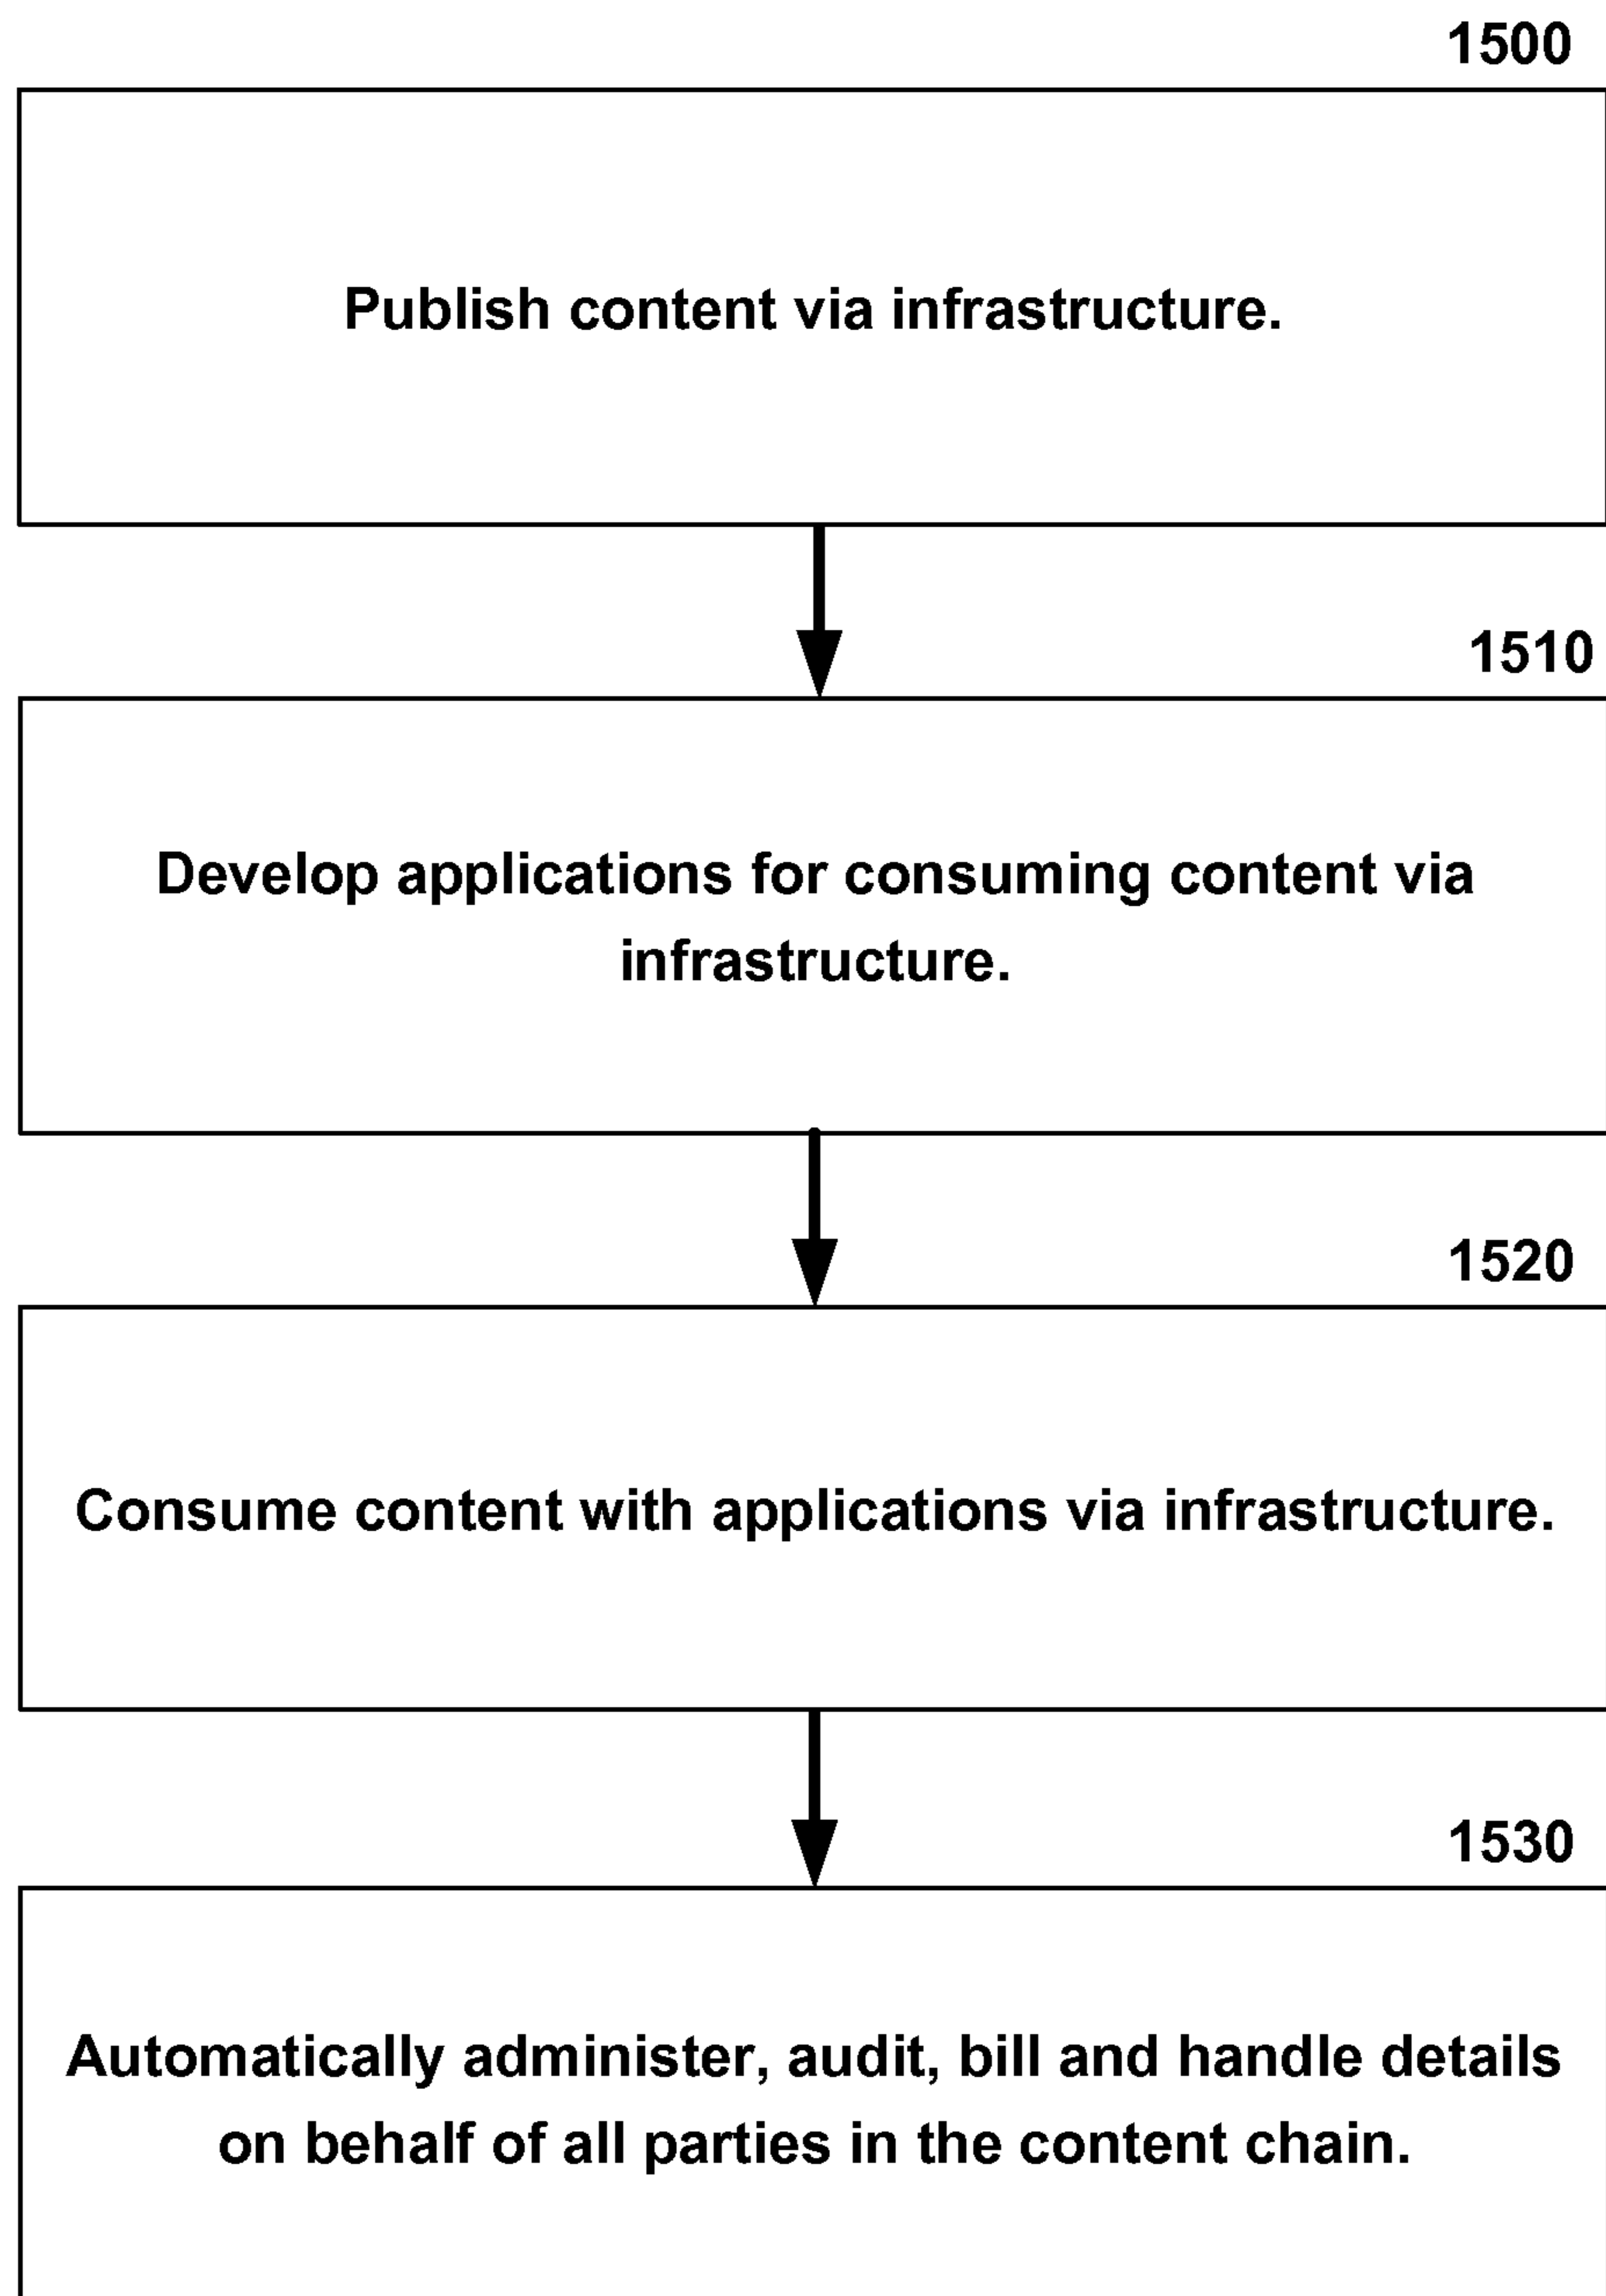 1500
Publish content via infrastructure.
1510
Develop applications for consuming content via
infrastructure.
1520
Consume content with applications via infrastructure.
1530
Automatically administer, audit, bill and handle details
on behalf of all parties in the content chain.